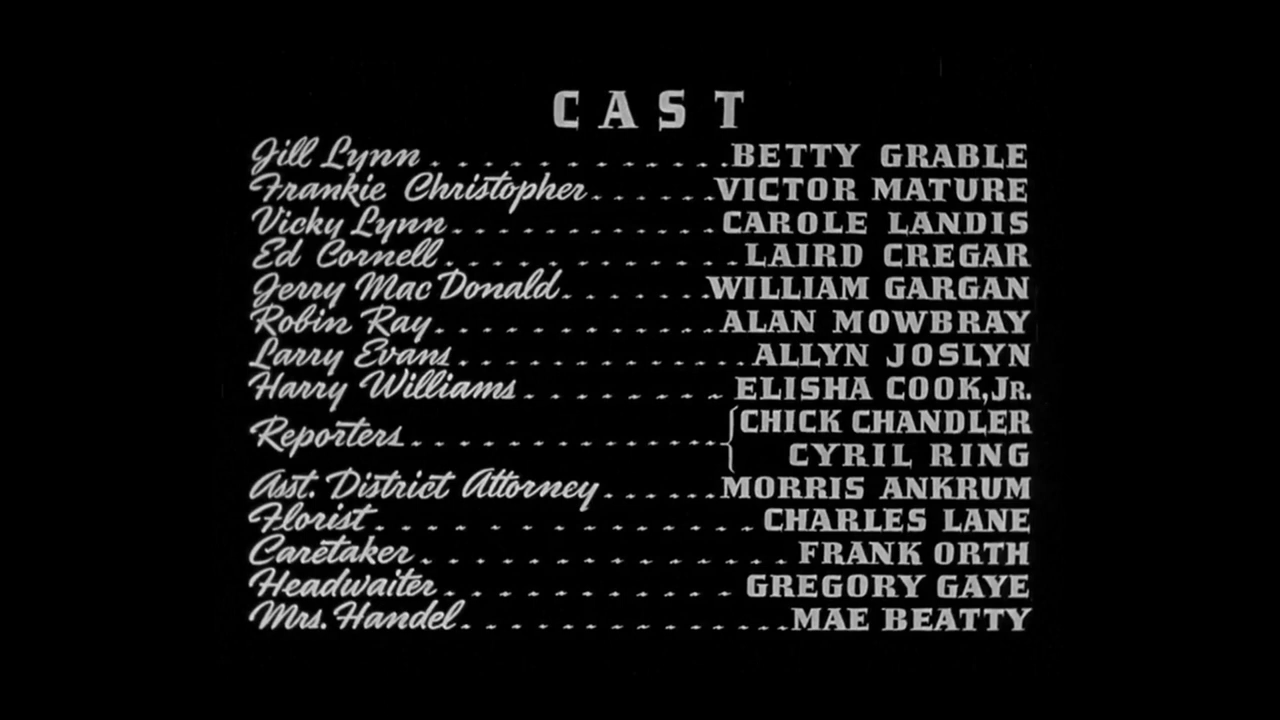 CAST
Jill Lynn . . . . . . . . . . . . BETTY GRABLE
Frankie Christopher . . . . . . VICTOR MATURE
Vicky Lynn . . . . . . . . . . . . CAROLE LANDIS
Ed Cornell . . . . . . . . . . . . LAIRD CREGAR
Jerry MacDonald . . . . . . . WILLIAM GARGAN
Robin Ray . . . . . . . . . . . . ALAN MOWBRAY
Larry Evans . . . . . . . . . . . . ALLYN JOSLYN
Harry Williams . . . . . . . . ELISHA COOK, JR.
Reporters . . . . . . . . . . . . . . { CHICK CHANDLER
CYRIL RING
Asst. District Attorney . . . . . . MORRIS ANKRUM
Florist . . . . . . . . . . . . . . CHARLES LANE
Caretaker . . . . . . . . . . . . . . FRANK ORTH
Headwaiter . . . . . . . . . . . . GREGORY GAYE
Mrs. Handel . . . . . . . . . . . . . . MAE BEATTY